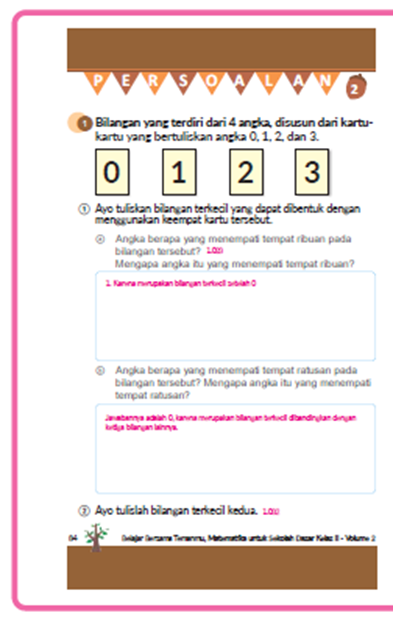 PERSOALAN 2
1 Bilangan yang terdiri dari 4 angka, disusun dari kartu-
kartu yang bertuliskan angka 0, 1, 2, dan 3.
0 1 2 3
① Ayo tuliskan bilangan terkecil yang dapat dibentuk dengan
menggunakan keempat kartu tersebut.
ⓐ Angka berapa yang menempati tempat ribuan pada
bilangan tersebut?
Mengapa angka itu yang menempati tempat ribuan?
1. Karena merupakan bilangan terkecil setelah 0
ⓑ Angka berapa yang menempati tempat ratusan pada
bilangan tersebut? Mengapa angka itu yang menempati
tempat ratusan?
Jawabannya adalah 0, karena merupakan bilangan terkecil dibandingkan dengan
ketiga bilangan lainnya.
② Ayo tulislah bilangan terkecil kedua.
64 Belajar Bersama Temanmu, Matematika untuk Sekolah Dasar Kelas II - Volume 2